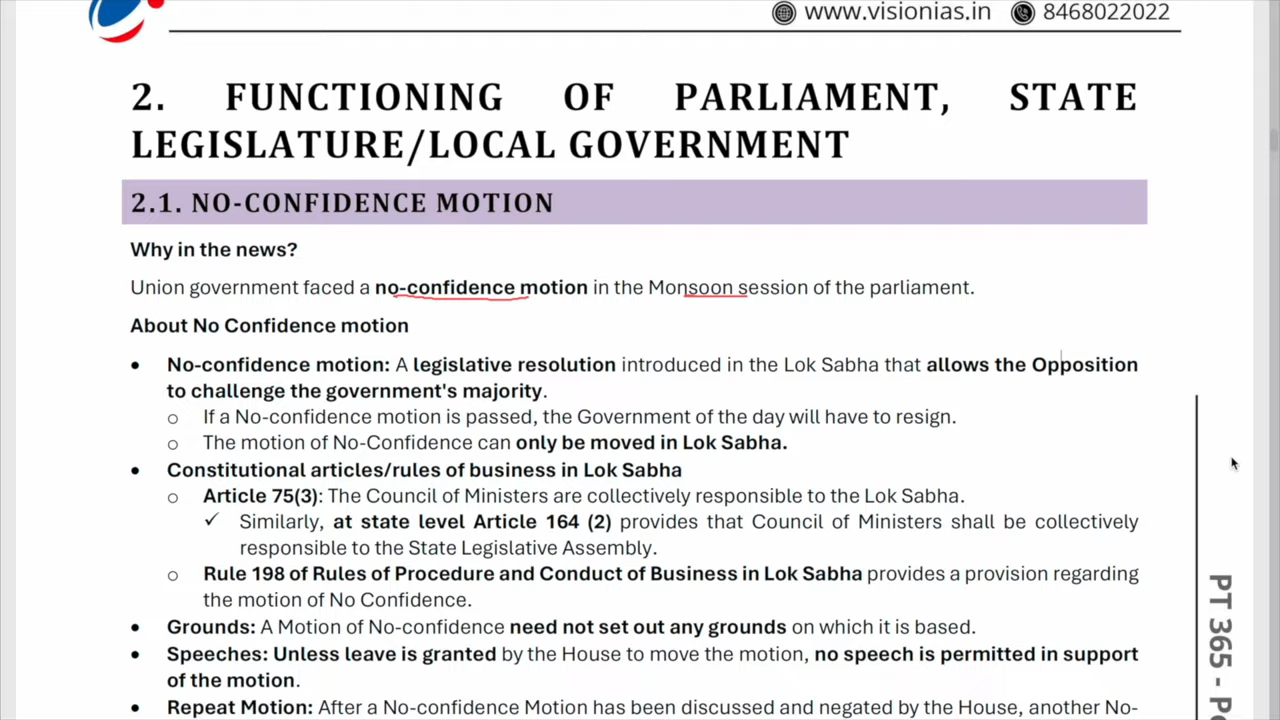 www.visionias.in 8468022022
2. FUNCTIONING OF PARLIAMENT, STATE
LEGISLATURE/LOCAL GOVERNMENT
2.1. NO-CONFIDENCE MOTION
Why in the news?
Union government faced a no-confidence motion in the Monsoon session of the parliament.
About No Confidence motion
• No-confidence motion: A legislative resolution introduced in the Lok Sabha that allows the Opposition
to challenge the government's majority.
o If a No-confidence motion is passed, the Government of the day will have to resign.
o The motion of No-Confidence can only be moved in Lok Sabha.
• Constitutional articles/rules of business in Lok Sabha
o Article 75(3): The Council of Ministers are collectively responsible to the Lok Sabha.
✓ Similarly, at state level Article 164 (2) provides that Council of Ministers shall be collectively
responsible to the State Legislative Assembly.
o Rule 198 of Rules of Procedure and Conduct of Business in Lok Sabha provides a provision regarding
the motion of No Confidence.
• Grounds: A Motion of No-confidence need not set out any grounds on which it is based.
• Speeches: Unless leave is granted by the House to move the motion, no speech is permitted in support
of the motion.
• Repeat Motion: After a No-confidence Motion has been discussed and negated by the House, another No-
PT 365 -